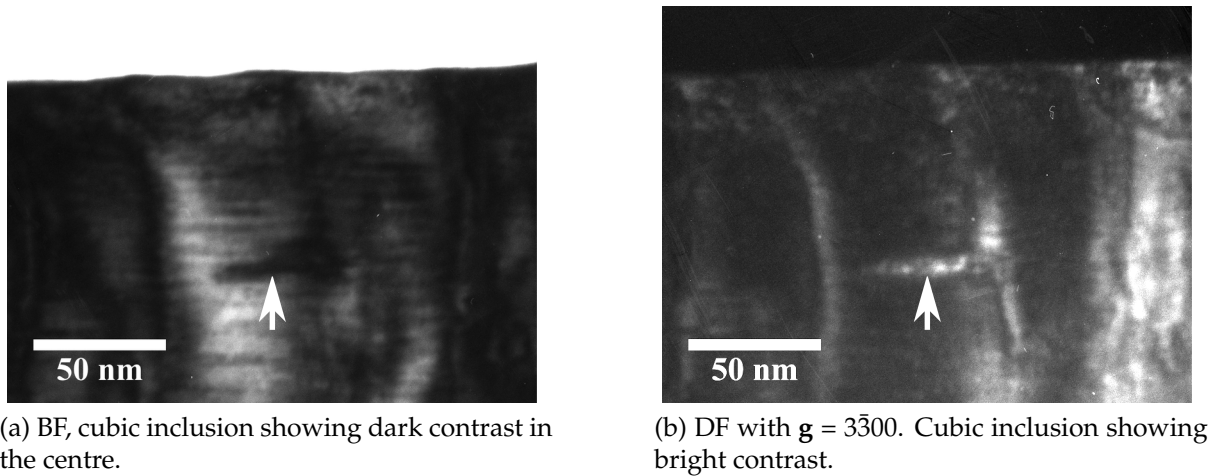 50 nm
50 nm
(a) BF, cubic inclusion showing dark contrast in
the centre.
(b) DF with g = 33̄00. Cubic inclusion showing
bright contrast.